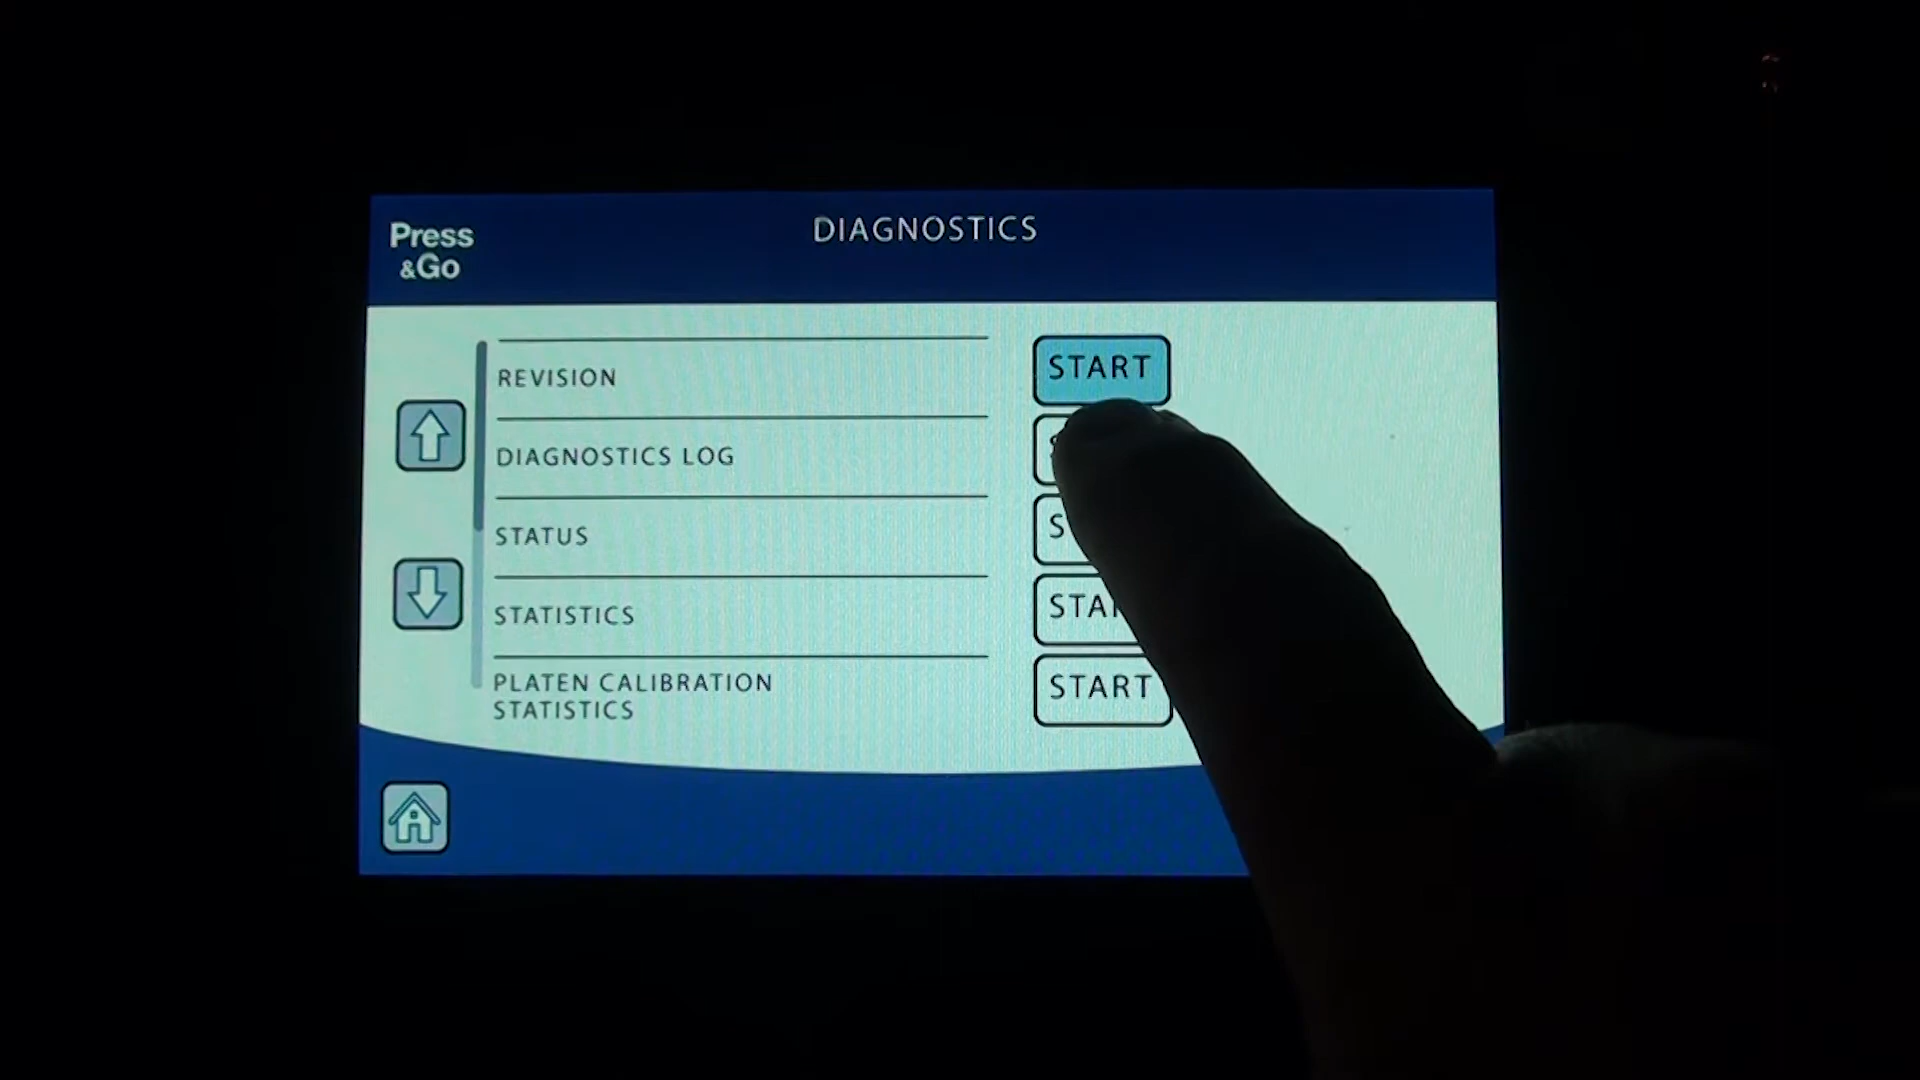 Press
&Go
DIAGNOSTICS
REVISION
START
DIAGNOSTICS LOG
STATUS
STATISTICS
PLATEN CALIBRATION
STATISTICS
START